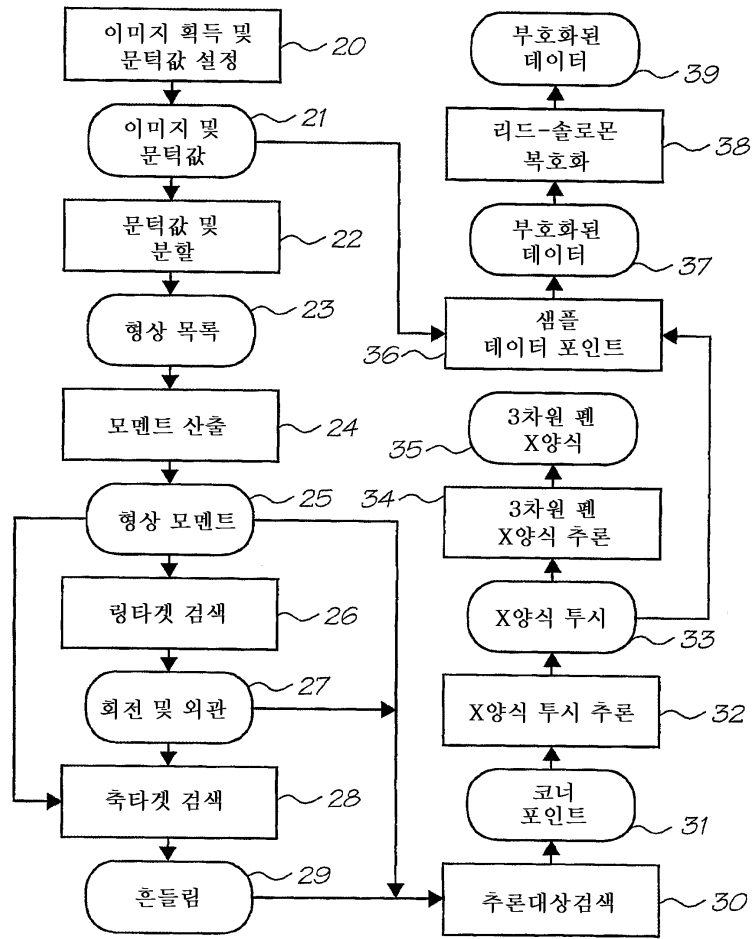 이미지 획득 및
문턱값 설정
20
이미지 및
문턱값
21
문턱값 및
분할
22
형상 목록
23
모멘트 산출
24
형상 모멘트
25
링타겟 검색
26
회전 및 외관
27
축타겟 검색
28
흔들림
29
추론대상검색
30
코너
포인트
31
X양식 투시 추론
32
X양식 투시
33
3차원 펜
X양식 추론
34
3차원 펜
X양식
35
샘플
데이터 포인트
36
부호화된
데이터
37
리드-솔로몬
복호화
38
부호화된
데이터
39